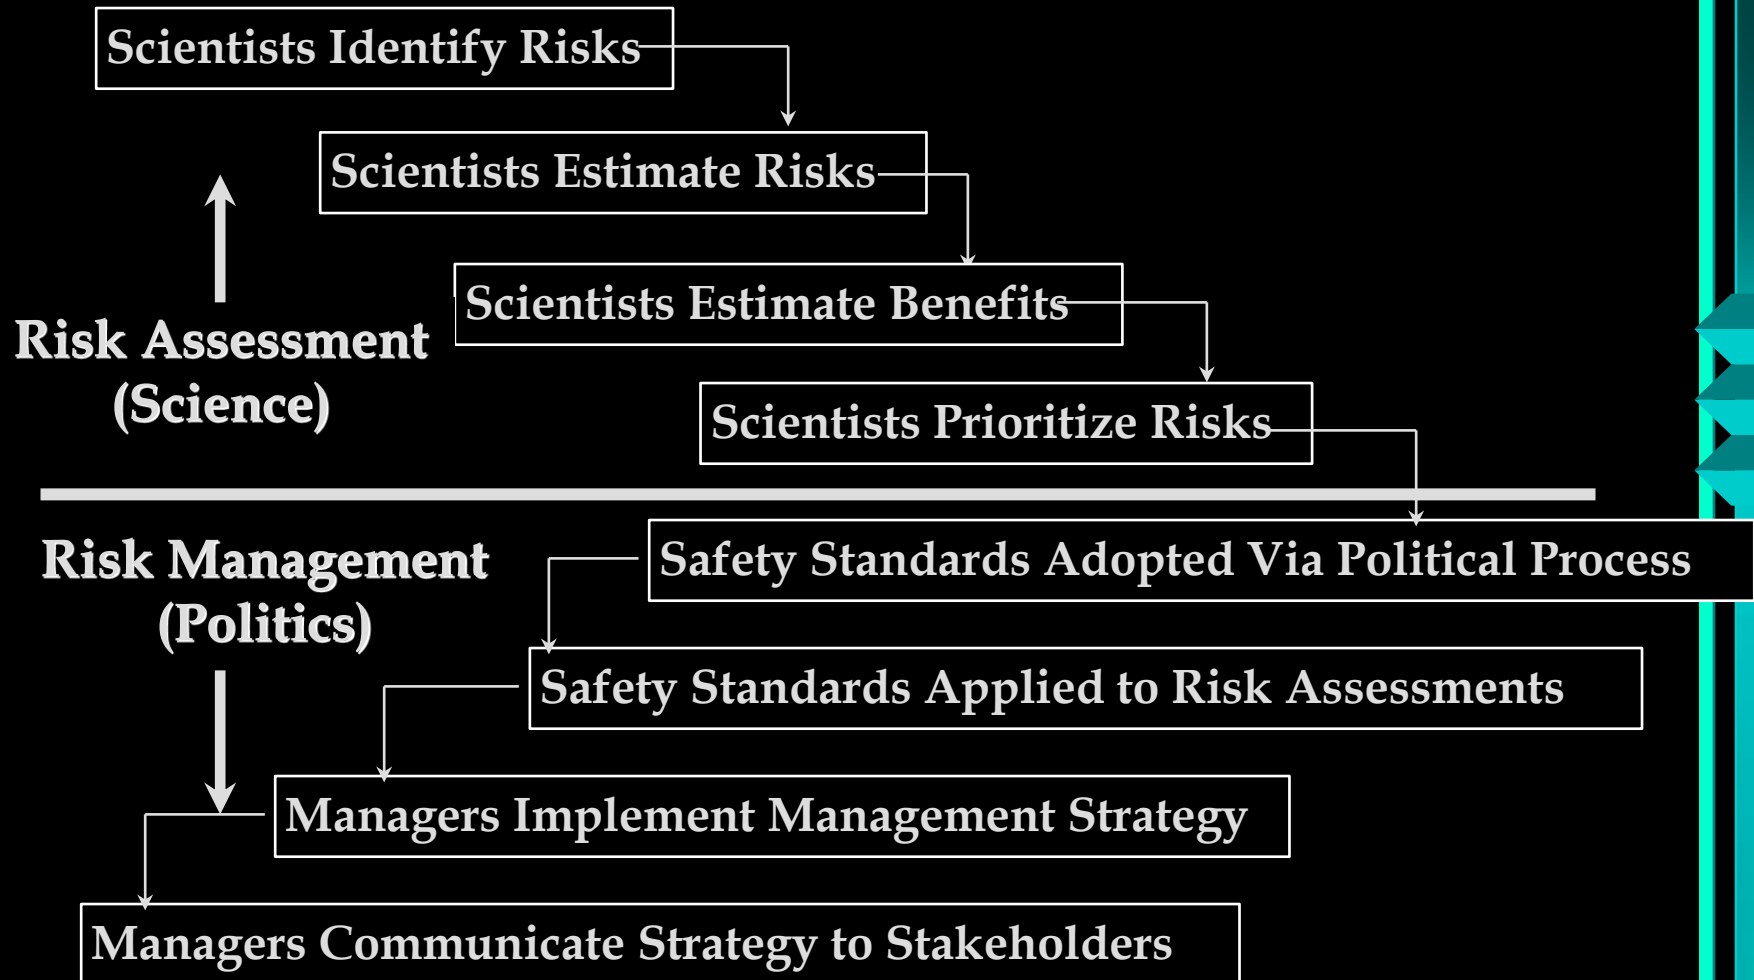 Scientists Identify Risks
Scientists Estimate Risks
Scientists Estimate Benefits
Risk Assessment
(Science)
Scientists Prioritize Risks
Risk Management
(Politics)
Safety Standards Adopted Via Political Process
Safety Standards Applied to Risk Assessments
Managers Implement Management Strategy
Managers Communicate Strategy to Stakeholders